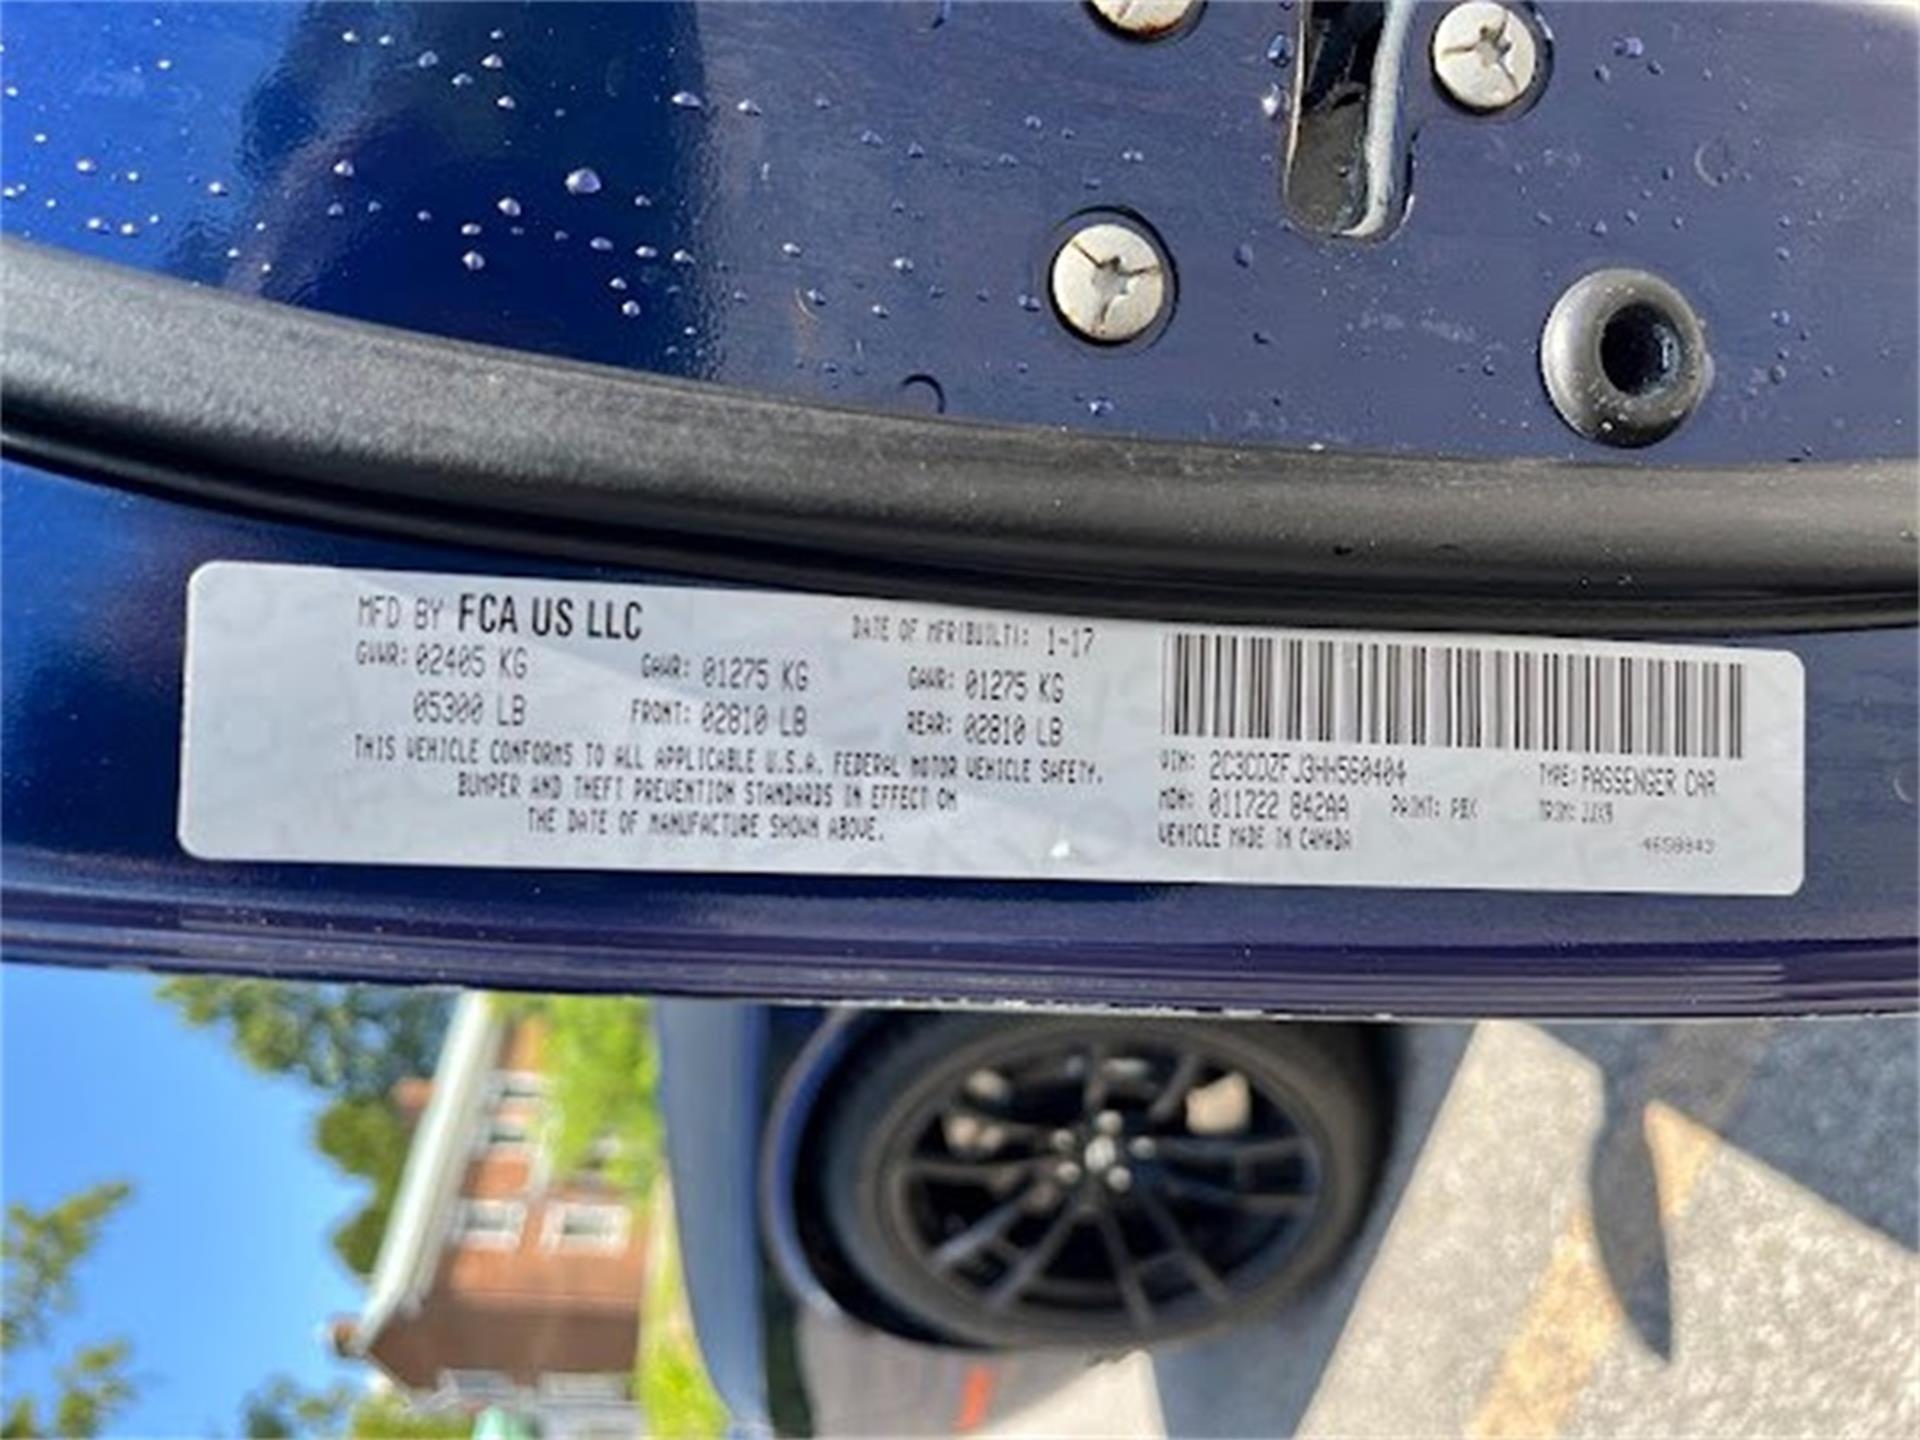 MFD BY FCA US LLC
DATE OF MFR(BUILT): 1-17
GVWR: 02405 KG GAWR: 01275 KG GAWR: 01275 KG
05300 LB FRONT: 02810 LB REAR: 02810 LB
THIS VEHICLE CONFORMS TO ALL APPLICABLE U.S.A. FEDERAL MOTOR VEHICLE SAFETY,
BUMPER AND THEFT PREVENTION STANDARDS IN EFFECT ON
THE DATE OF MANUFACTURE SHOWN ABOVE.
VIN: 2C3CDZFJ3HH560404 TYPE: PASSENGER CAR
MDH: 011722 842AA PAINT: PBX TRIM: JJX9
VEHICLE MADE IN CANADA